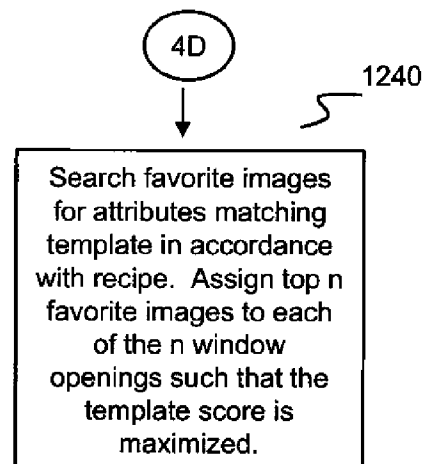 4D
1240
Search favorite images
for attributes matching
template in accordance
with recipe. Assign top n
favorite images to each
of the n window
openings such that the
template score is
maximized.